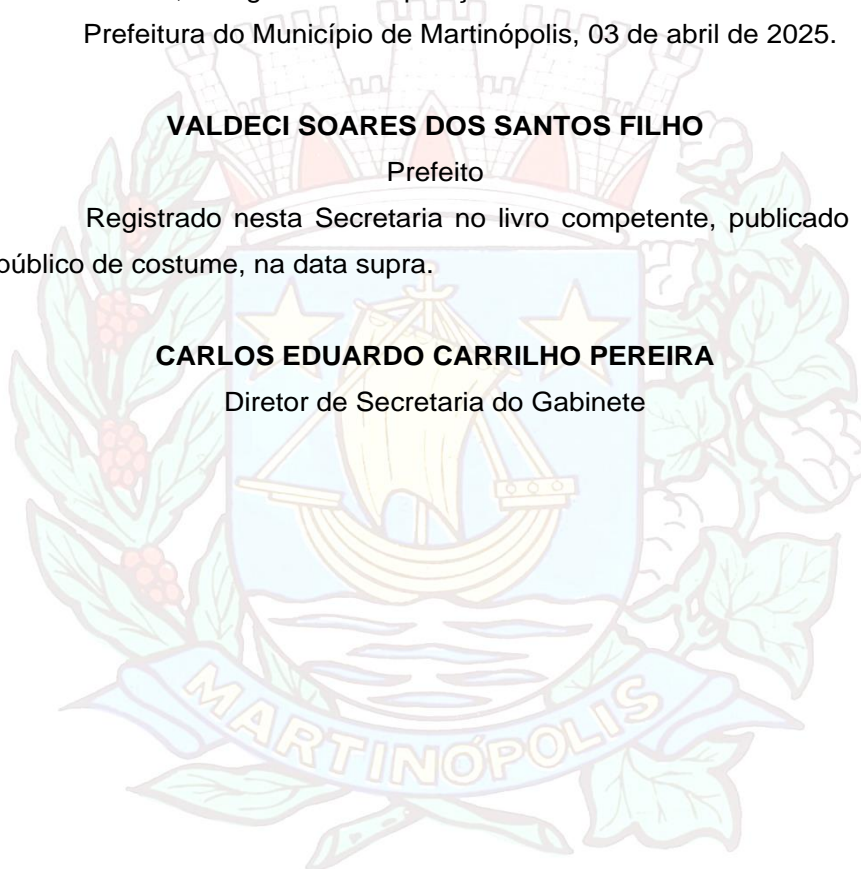 Prefeitura do Município de Martinópolis, 03 de abril de 2025.
VALDECI SOARES DOS SANTOS FILHO
Prefeito
Registrado nesta Secretaria no livro competente, publicado
público de costume, na data supra.
CARLOS EDUARDO CARRILHO PEREIRA
Diretor de Secretaria do Gabinete
MARTINÓPOLIS